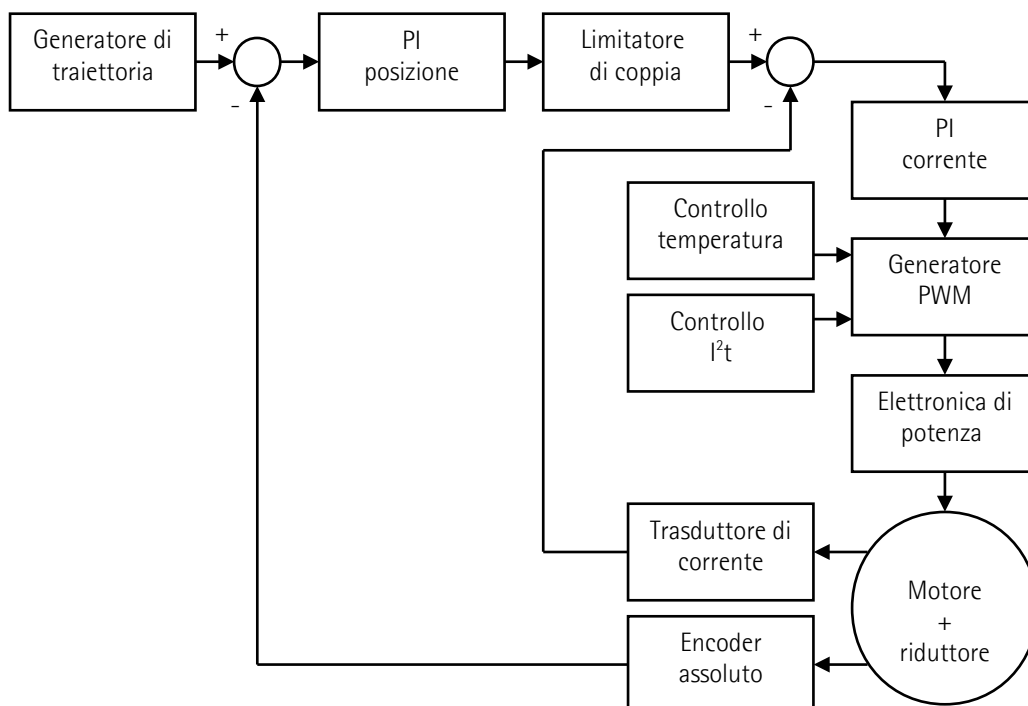 Generatore di
traiettoria
+
-
PI
posizione
Limitatore
di coppia
+
-
PI
corrente
Controllo
temperatura
Generatore
PWM
Controllo
I²t
Elettronica di
potenza
Trasduttore di
corrente
Motore
+
riduttore
Encoder
assoluto